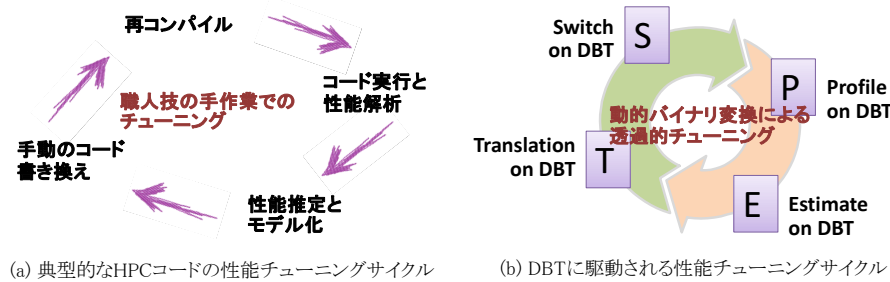 再コンパイル
コード実行と
性能解析
職人技の手作業での
チューニング
手動のコード
書き換え
性能推定と
モデル化
(a) 典型的なHPCコードの性能チューニングサイクル
Switch
on DBT
S
P
Profile
on DBT
動的バイナリ変換による
透過的チューニング
Translation
on DBT
T
E
Estimate
on DBT
(b) DBTに駆動される性能チューニングサイクル